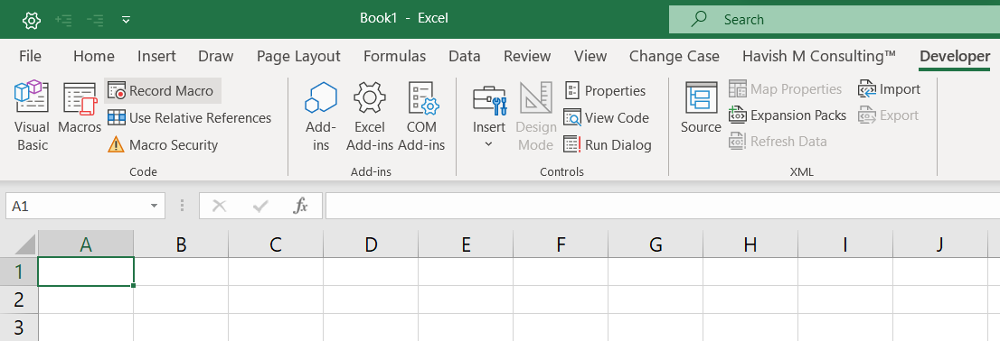 Book1 - Excel
Search
File Home Insert Draw Page Layout Formulas Data Review View Change Case Havish M Consulting™ Developer
Visual Basic
Macros
Record Macro
Use Relative References
Macro Security
Code
Add-ins
Excel Add-ins
COM Add-ins
Add-ins
Insert
Design Mode
Properties
View Code
Run Dialog
Controls
Source
Map Properties
Expansion Packs
Refresh Data
Import
Export
XML
A1
fx
A B C D E F G H I J
1
2
3